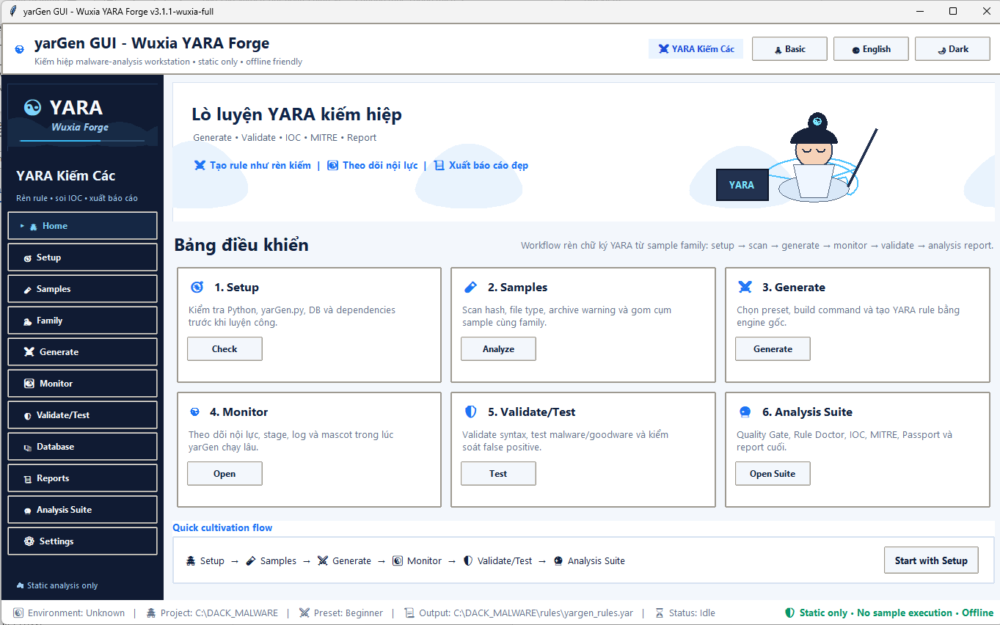 yarGen GUI - Wuxia YARA Forge v3.1.1-wuxia-full
yarGen GUI - Wuxia YARA Forge
Kiếm hiệp malware-analysis workstation • static only • offline friendly
YARA Kiếm Các
Basic
English
Dark
YARA
Wuxia Forge
YARA Kiếm Các
Rèn rule • soi IOC • xuất báo cáo
Home
Setup
Samples
Family
Generate
Monitor
Validate/Test
Database
Reports
Analysis Suite
Settings
Static analysis only
Lò luyện YARA kiếm hiệp
Generate • Validate • IOC • MITRE • Report
Tạo rule như rèn kiếm | Theo dõi nội lực | Xuất báo cáo đẹp
YARA
Bảng điều khiển
Workflow rèn chữ ký YARA từ sample family: setup → scan → generate → monitor → validate → analysis report.
1. Setup
Kiểm tra Python, yarGen.py, DB và dependencies
trước khi luyện công.
Check
2. Samples
Scan hash, file type, archive warning và gom cụm
sample cùng family.
Analyze
3. Generate
Chọn preset, build command và tạo YARA rule bằng
engine gốc.
Generate
4. Monitor
Theo dõi nội lực, stage, log và mascot trong lúc
yarGen chạy lâu.
Open
5. Validate/Test
Validate syntax, test malware/goodware và kiểm
soát false positive.
Test
6. Analysis Suite
Quality Gate, Rule Doctor, IOC, MITRE, Passport và
report cuối.
Open Suite
Quick cultivation flow
Setup → Samples → Generate → Monitor → Validate/Test → Analysis Suite
Start with Setup
Environment: Unknown | Project: C:\DACK_MALWARE | Preset: Beginner | Output: C:\DACK_MALWARE\rules\yargen_rules.yar | Status: Idle
Static only • No sample execution • Offline